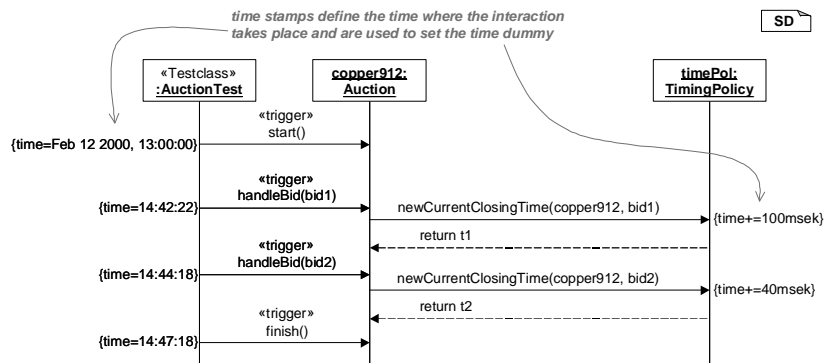 time stamps define the time where the interaction
takes place and are used to set the time dummy
SD
«Testclass»
:AuctionTest
copper912:
Auction
timePol:
TimingPolicy
«trigger»
start()
{time=Feb 12 2000, 13:00:00}
«trigger»
handleBid(bid1)
{time=14:42:22}
newCurrentClosingTime(copper912, bid1)
{time+=100msek}
return t1
«trigger»
handleBid(bid2)
{time=14:44:18}
newCurrentClosingTime(copper912, bid2)
{time+=40msek}
return t2
«trigger»
finish()
{time=14:47:18}